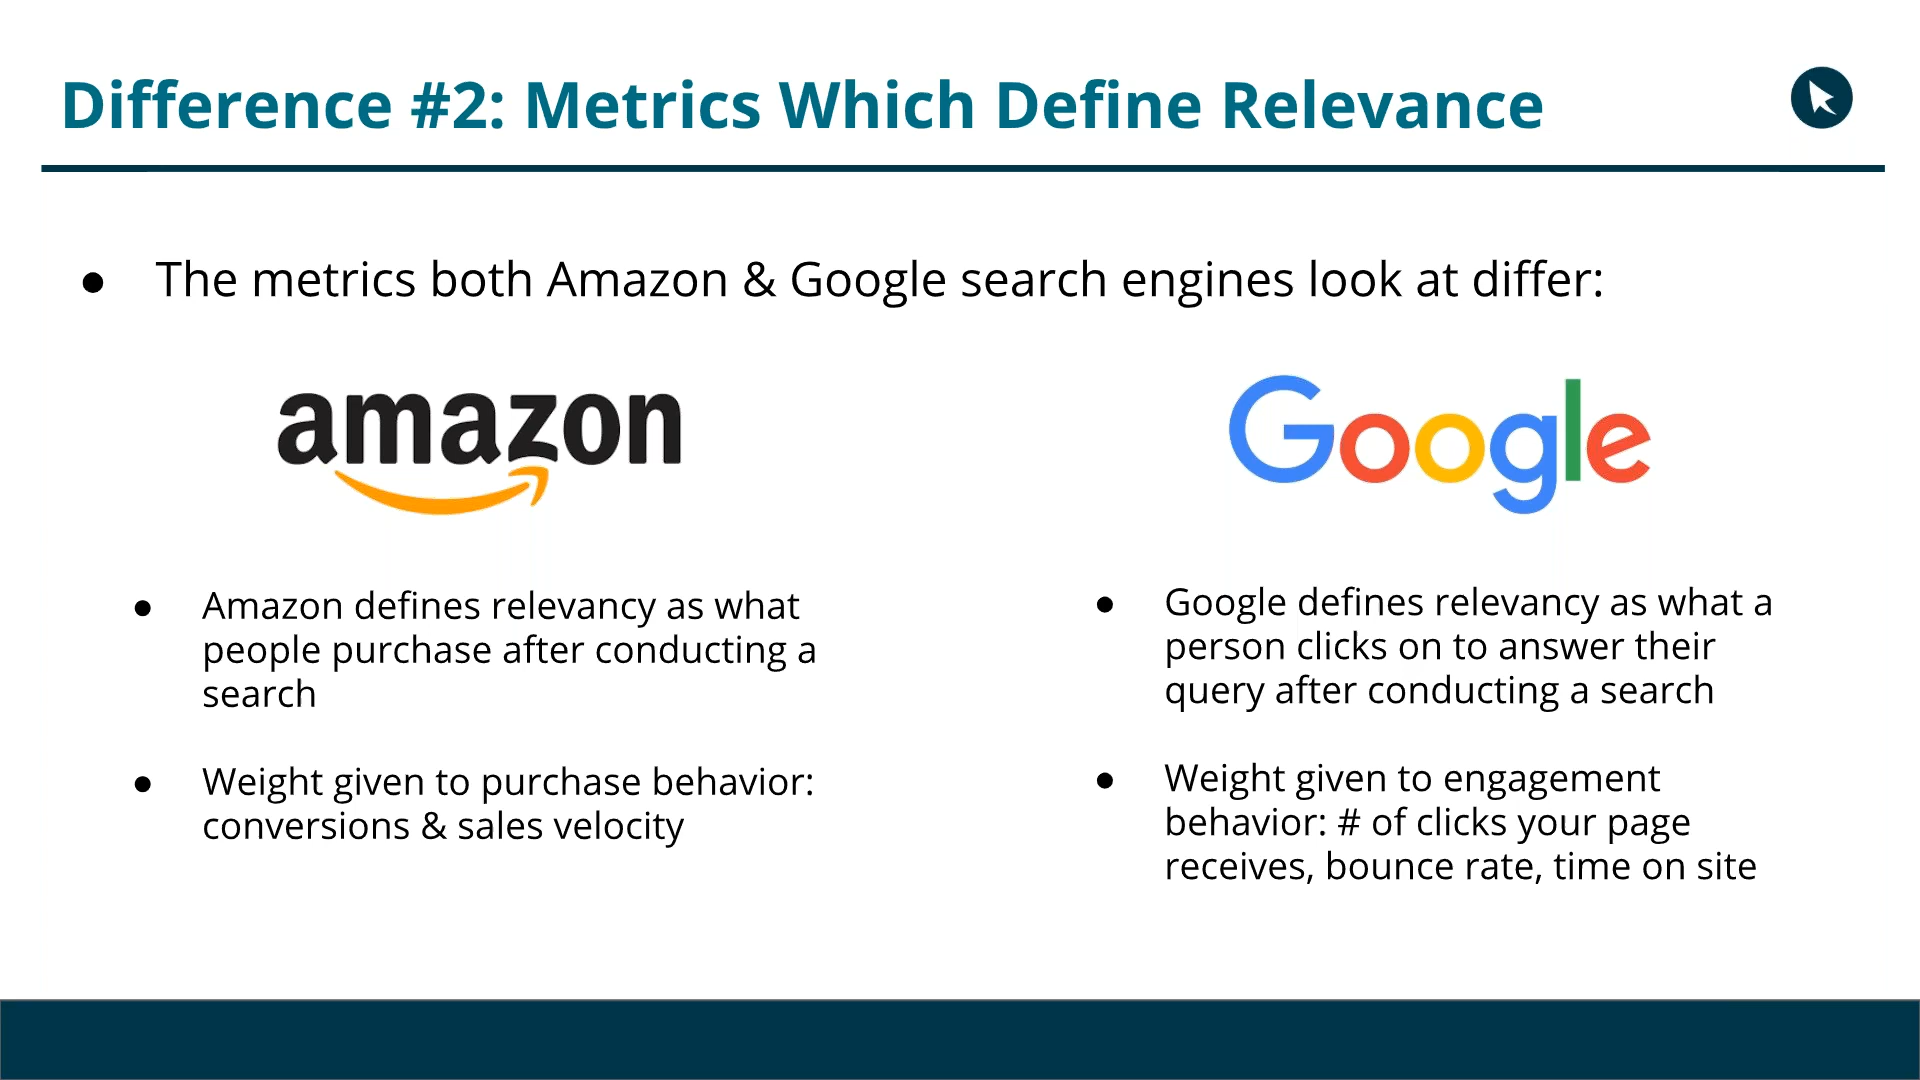 Difference #2: Metrics Which Define Relevance
● The metrics both Amazon & Google search engines look at differ:
amazon
● Amazon defines relevancy as what
people purchase after conducting a
search
● Weight given to purchase behavior:
conversions & sales velocity
Google
● Google defines relevancy as what a
person clicks on to answer their
query after conducting a search
● Weight given to engagement
behavior: # of clicks your page
receives, bounce rate, time on site